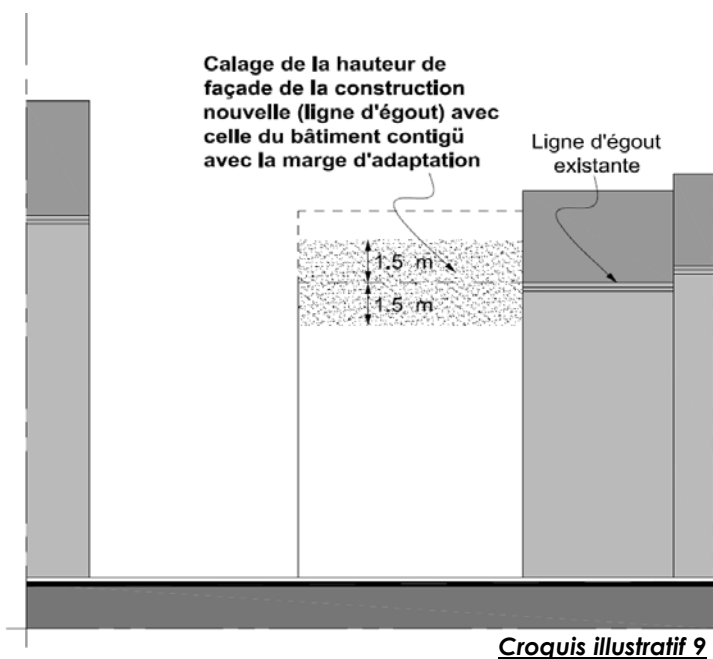 Calage de la hauteur de
façade de la construction
nouvelle (ligne d'égout) avec
celle du bâtiment contigü
avec la marge d'adaptation
Ligne d'égout
existante
1.5 m
1.5 m
Croquis illustratif 9